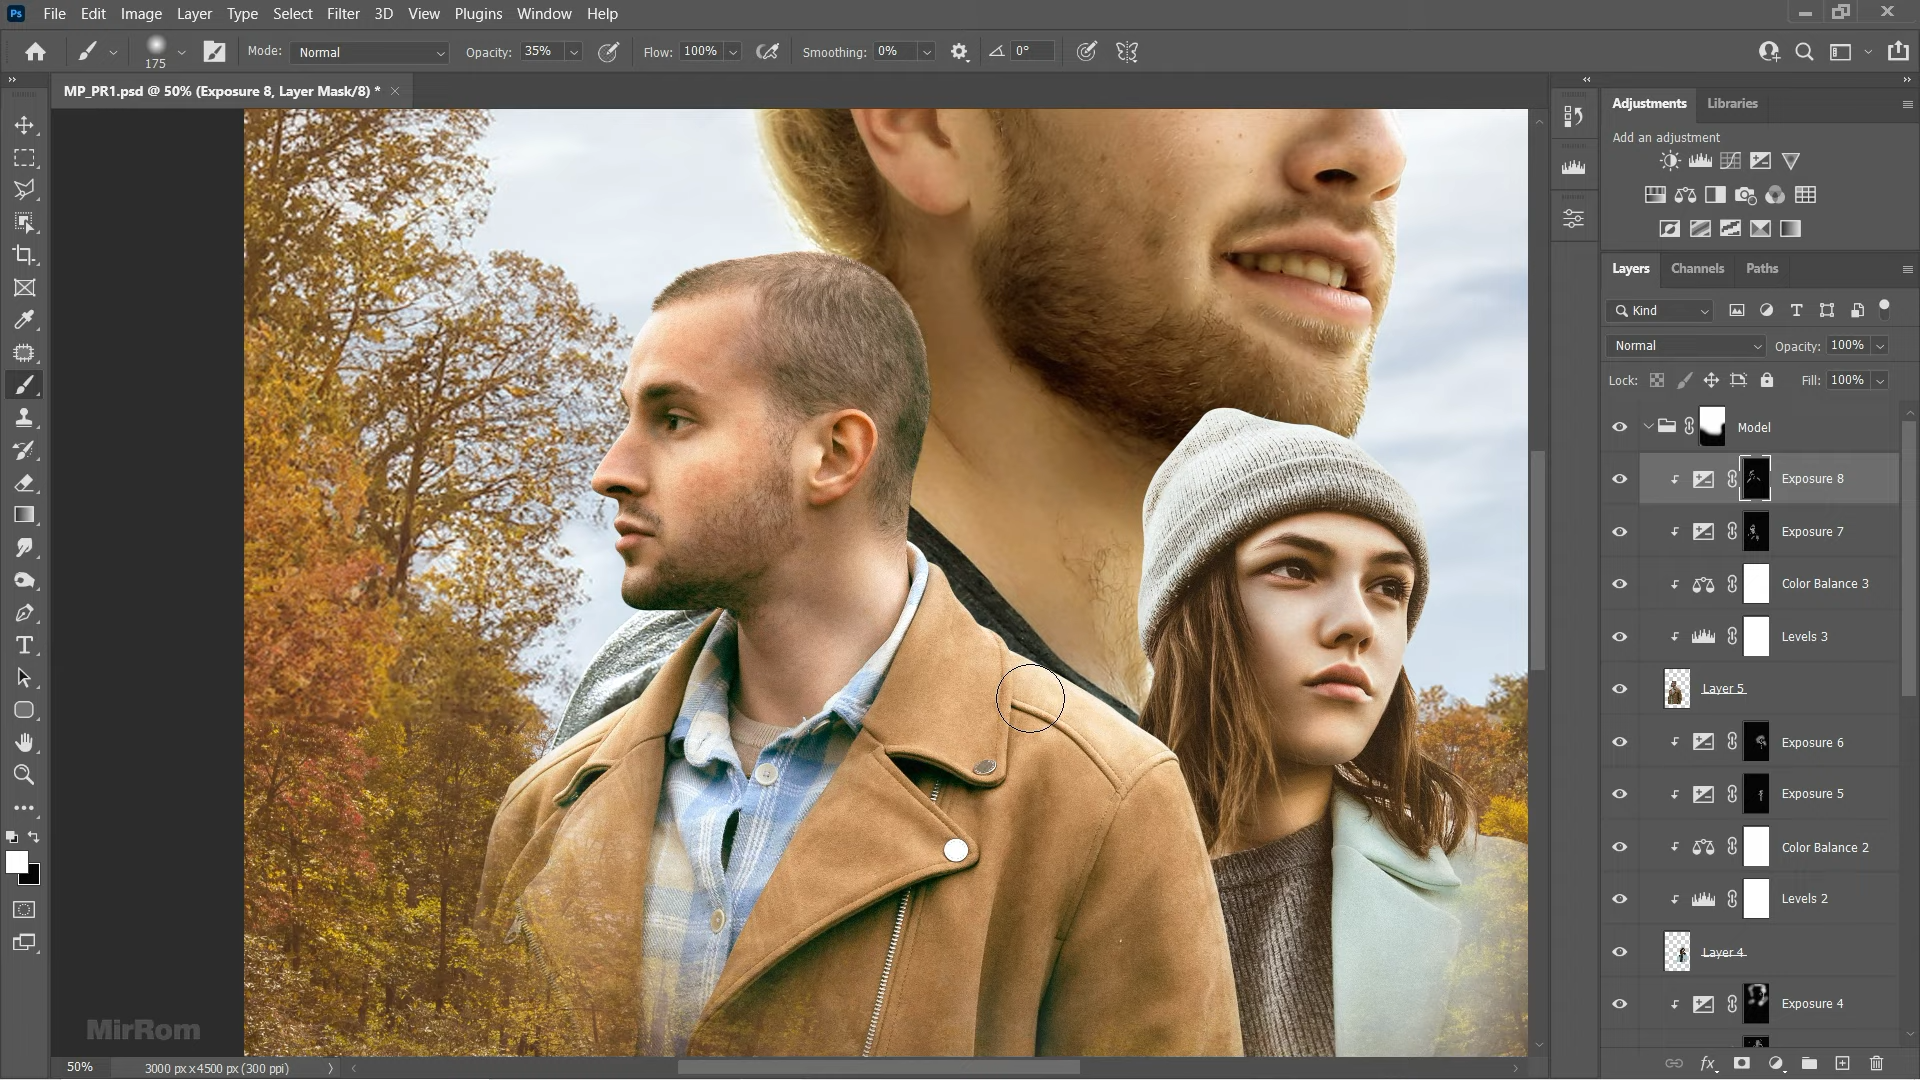 Ps File Edit Image Layer Type Select Filter 3D View Plugins Window Help
175 Mode: Normal Opacity: 35% Flow: 100% Smoothing: 0% 0°
MP_PR1.psd @ 50% (Exposure 8, Layer Mask/8) *
Adjustments Libraries
Add an adjustment
Layers Channels Paths
Kind
Normal Opacity: 100%
Lock: Fill: 100%
Model
Exposure 8
Exposure 7
Color Balance 3
Levels 3
Layer 5
Exposure 6
Exposure 5
Color Balance 2
Levels 2
Layer 4
Exposure 4
MirRom
50% 3000 px x 4500 px (300 ppi)
fx